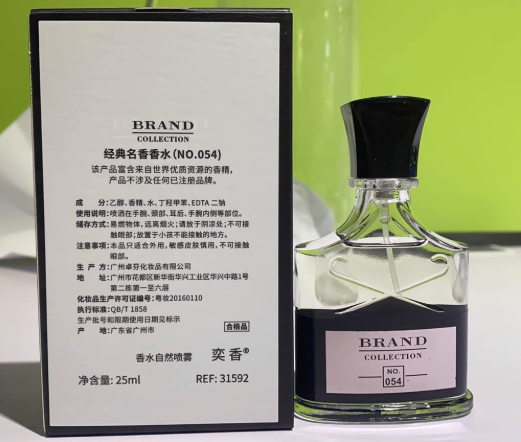 BRAND
COLLECTION
经典名香香水(NO.054)
该产品富含来自世界优质资源的香精,
产品不涉及任何已注册品牌。
成 分:乙醇、香精、水、丁羟甲苯、EDTA 二钠
使用说明:喷洒在手腕、颈部、耳后、手腕内侧等部位。
储存方式:易燃物体,远离烟火;请放于阴凉处;不可接
触眼部;放置于小孩不能接触的地方。
注意事项:本品只适合外用,敏感皮肤慎用,不可接触
眼部。
生 产 方:广州卓芬化妆品有限公司
地 址:广州市花都区新华街华兴工业区华兴中路1号
第二栋第一至六层
化妆品生产许可证编号:粤妆20160110
执行标准:QB/T 1858
生产批号和限期使用日期见标示
产 地:广东省广州市
合格品
香水自然喷雾 奕香®
净含量:25ml REF:31592
BRAND
COLLECTION
NO.
054